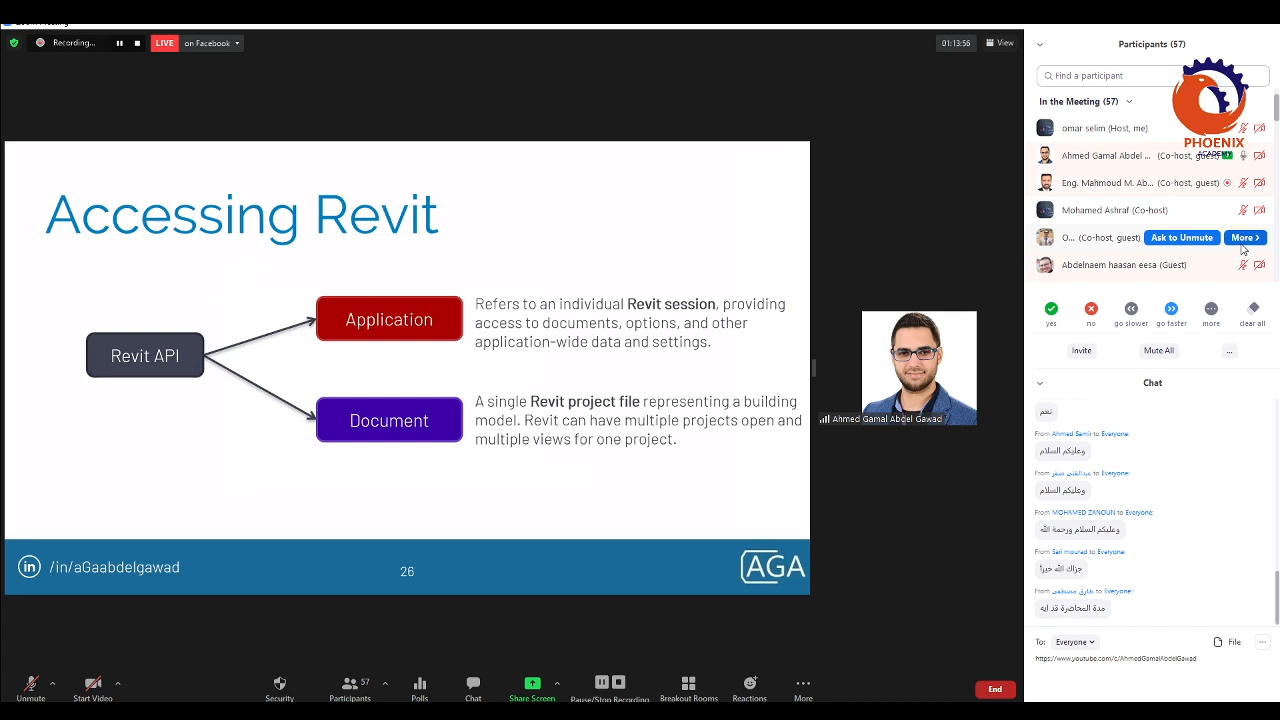 Recording...
LIVE on Facebook
01:13:56
View
Accessing Revit
Revit API
Application
Refers to an individual Revit session, providing
access to documents, options, and other
application-wide data and settings.
Document
A single Revit project file representing a building
model. Revit can have multiple projects open and
multiple views for one project.
in /in/aGaabdelgawad
26
AGA
Ahmed Gamal Abdel Gawad
Participants (57)
Find a participant
In the Meeting (57)
PHOENIX
ACADEMY
omar selim (Host, me)
Ahmed Gamal Abdel ... (Co-host, guest)
Eng. Mahmoud M. Ab... (Co-host, guest)
Mohamed Ashraf (Co-host)
O... (Co-host, guest) Ask to Unmute More
Abdelnaem haasan eesa (Guest)
yes no go slower go faster more clear all
Invite Mute All ...
Chat
نعم
From Ahmed Samir to Everyone:
وعليكم السلام
From عبدالغنى صقر to Everyone:
وعليكم السلام
From MOHAMED ZANOUN to Everyone:
وعليكم السلام ورحمة الله
From Sari mourad to Everyone:
جزاك الله خيرا
From طارق مصطفى to Everyone:
مدة المحاضرة قد ايه
To: Everyone File
https://www.youtube.com/c/AhmedGamalAbdelGawad
Unmute Start Video Security Participants 57 Polls Chat Share Screen Pause/Stop Recording Breakout Rooms Reactions More End